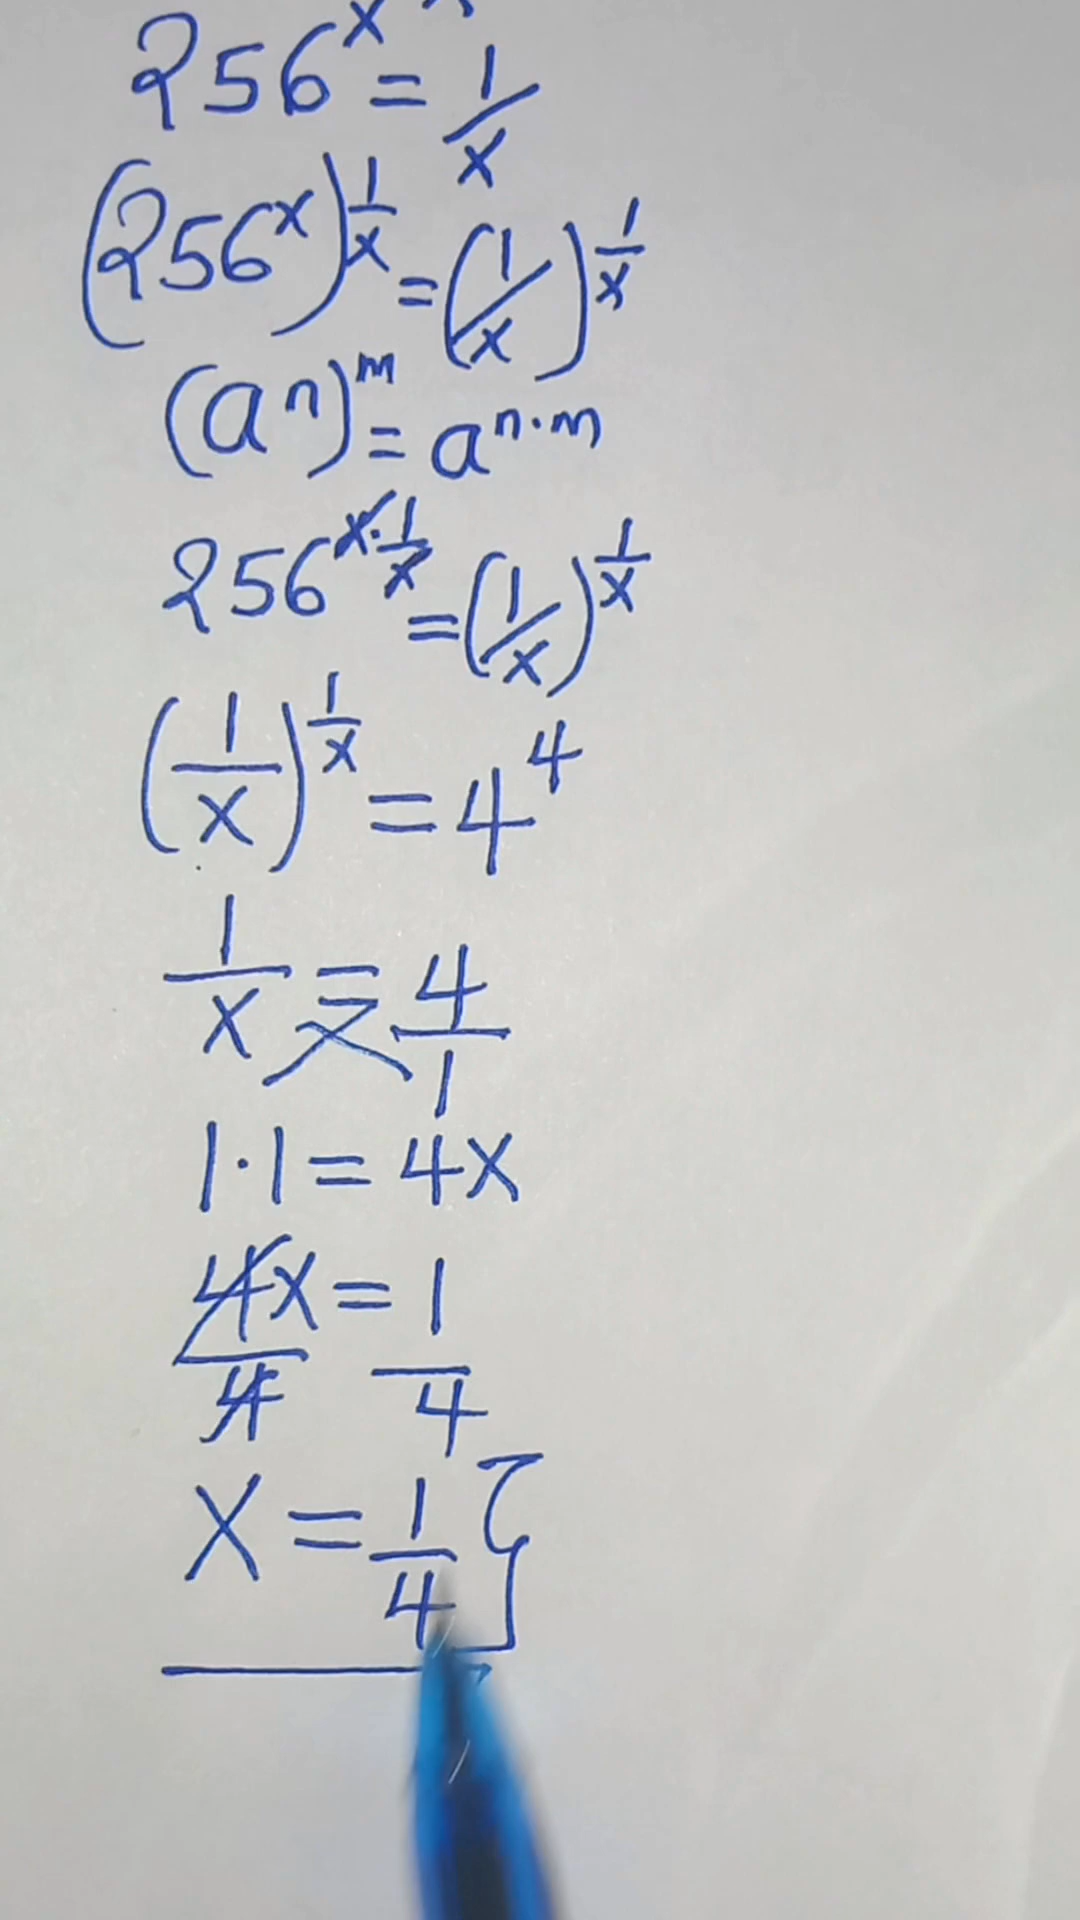 256^x = 1/x
(256^x)^(1/x) = (1/x)^(1/x)
(a^n)^m = a^(n·m)
256^(x·1/x) = (1/x)^(1/x)
(1/x)^(1/x) = 4^4
1/x = 4/1
1·1 = 4x
4x/4 = 1/4
x = 1/4